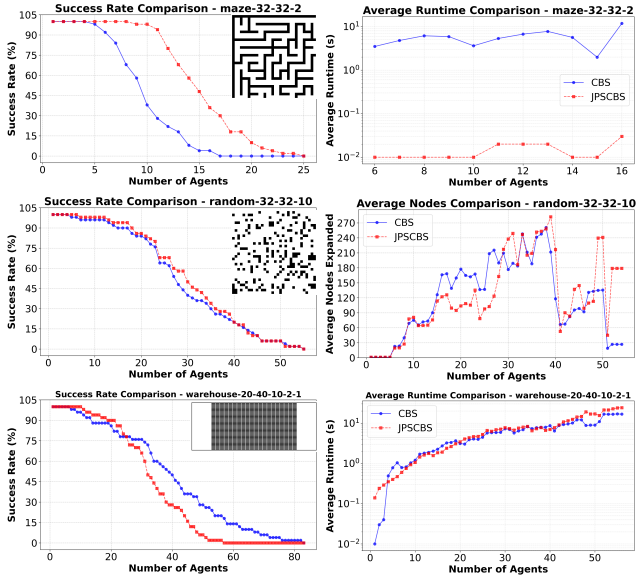 Success Rate Comparison - maze-32-32-2
Success Rate (%)
105
90
75
60
45
30
15
0
0 5 10 15 20 25
Number of Agents
Average Runtime Comparison - maze-32-32-2
Average Runtime (s)
10^1
10^0
10^-1
10^-2
CBS
JPSCBS
6 8 10 12 14 16
Number of Agents
Success Rate Comparison - random-32-32-10
Success Rate (%)
105
90
75
60
45
30
15
0
0 10 20 30 40 50
Number of Agents
Average Nodes Comparison - random-32-32-10
Average Nodes Expanded
270
240
210
180
150
120
90
60
30
0
CBS
JPSCBS
0 10 20 30 40 50
Number of Agents
Success Rate Comparison - warehouse-20-40-10-2-1
Success Rate (%)
105
90
75
60
45
30
15
0
0 20 40 60 80
Number of Agents
Average Runtime Comparison - warehouse-20-40-10-2-1
Average Runtime (s)
10^1
10^0
10^-1
10^-2
CBS
JPSCBS
0 10 20 30 40 50
Number of Agents